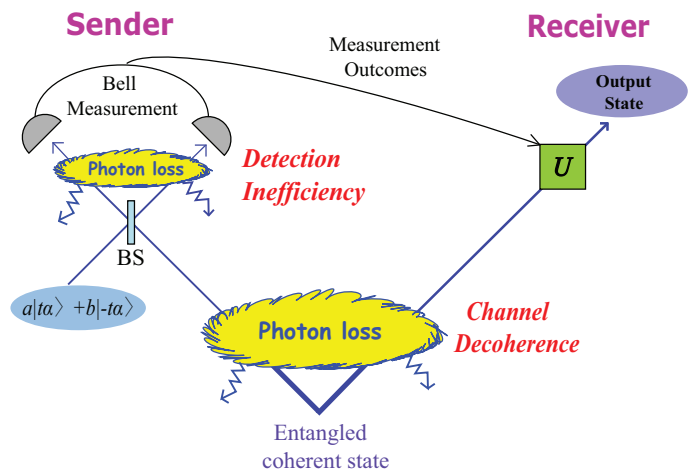 Sender
Receiver
Measurement
Outcomes
Bell
Measurement
Output
State
Photon loss
Detection
Inefficiency
U
BS
a|tα⟩ +b|-tα⟩
Photon loss
Channel
Decoherence
Entangled
coherent state